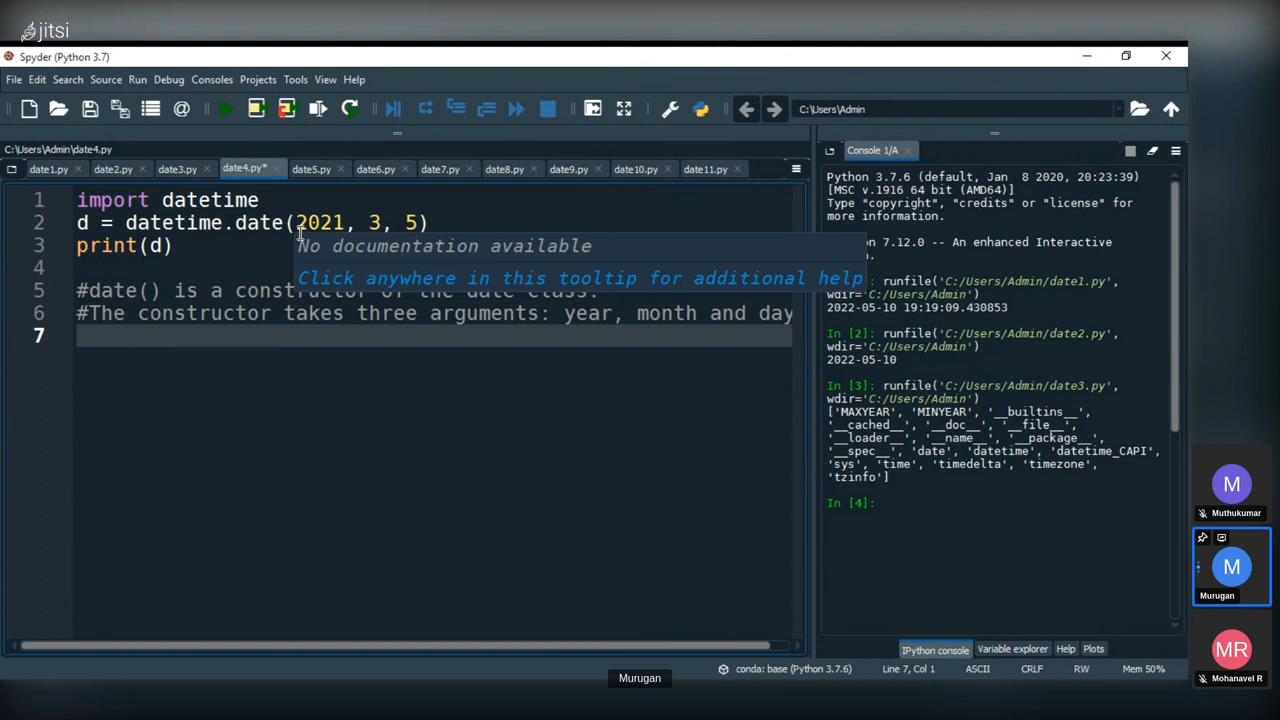 jitsi
Spyder (Python 3.7)
File Edit Search Source Run Debug Consoles Projects Tools View Help
C:\Users\Admin
C:\Users\Admin\date4.py
date1.py date2.py date3.py date4.py* date5.py date6.py date7.py date8.py date9.py date10.py date11.py
1 import datetime
2 d = datetime.date(2021, 3, 5)
3 print(d)
No documentation available
4
Click anywhere in this tooltip for additional help
5 #date() is a constructor of the date class.
6 #The constructor takes three arguments: year, month and day
7
Console 1/A
Python 3.7.6 (default, Jan 8 2020, 20:23:39)
[MSC v.1916 64 bit (AMD64)]
Type "copyright", "credits" or "license" for
more information.
on 7.12.0 -- An enhanced Interactive
n.
runfile('C:/Users/Admin/date1.py',
wdir='C:/Users/Admin')
2022-05-10 19:19:09.430853
In [2]: runfile('C:/Users/Admin/date2.py',
wdir='C:/Users/Admin')
2022-05-10
In [3]: runfile('C:/Users/Admin/date3.py',
wdir='C:/Users/Admin')
['MAXYEAR', 'MINYEAR', '__builtins__',
'__cached__', '__doc__', '__file__',
'__loader__', '__name__', '__package__',
'__spec__', 'date', 'datetime', 'datetime_CAPI',
'sys', 'time', 'timedelta', 'timezone',
'tzinfo']
In [4]:
IPython console Variable explorer Help Plots
conda: base (Python 3.7.6) Line 7, Col 1 ASCII CRLF RW Mem 50%
Murugan
M
Muthukumar
M
Murugan
MR
Mohanavel R